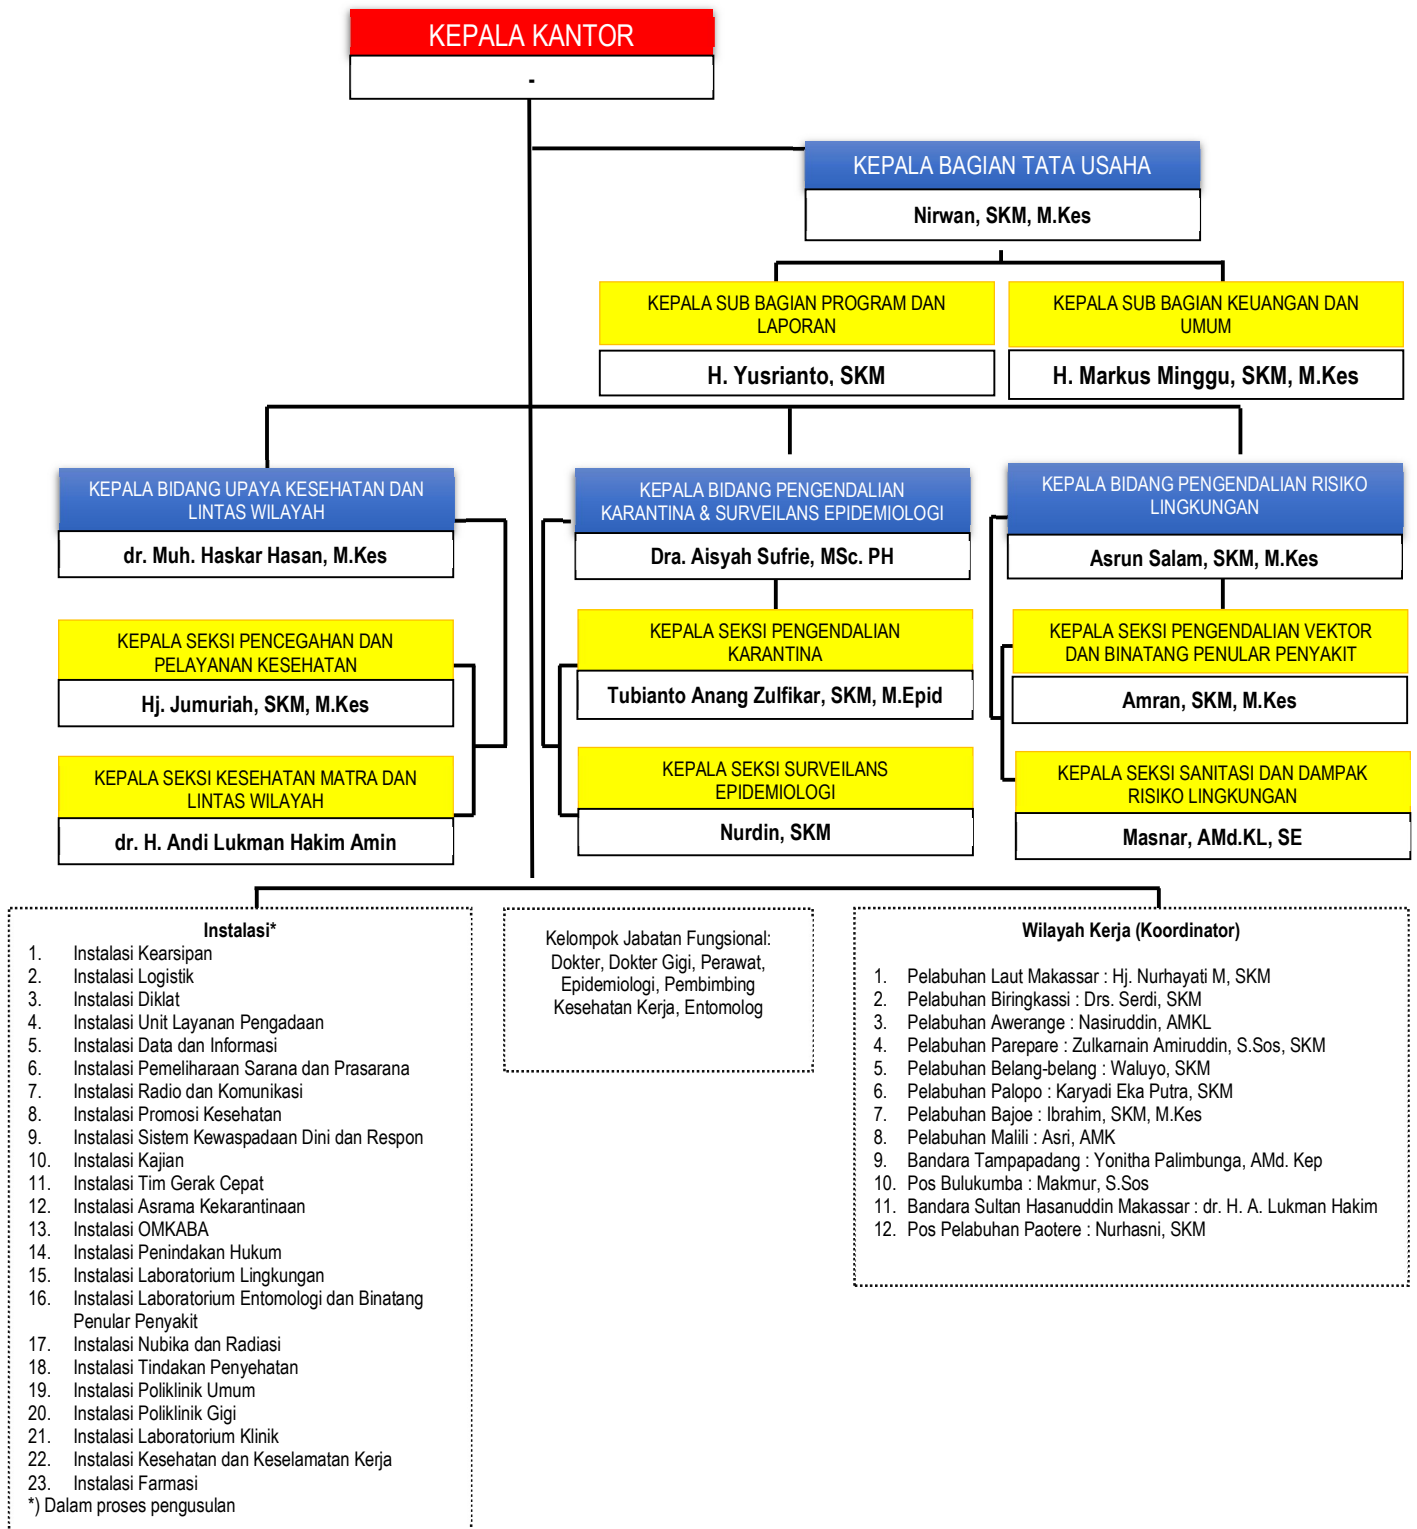 KEPALA KANTOR
-
KEPALA BAGIAN TATA USAHA
Nirwan, SKM, M.Kes
KEPALA SUB BAGIAN PROGRAM DAN
LAPORAN
H. Yusrianto, SKM
KEPALA SUB BAGIAN KEUANGAN DAN
UMUM
H. Markus Minggu, SKM, M.Kes
KEPALA BIDANG UPAYA KESEHATAN DAN
LINTAS WILAYAH
dr. Muh. Haskar Hasan, M.Kes
KEPALA SEKSI PENCEGAHAN DAN
PELAYANAN KESEHATAN
Hj. Jumuriah, SKM, M.Kes
KEPALA SEKSI KESEHATAN MATRA DAN
LINTAS WILAYAH
dr. H. Andi Lukman Hakim Amin
KEPALA BIDANG PENGENDALIAN
KARANTINA & SURVEILANS EPIDEMIOLOGI
Dra. Aisyah Sufrie, MSc. PH
KEPALA SEKSI PENGENDALIAN
KARANTINA
Tubianto Anang Zulfikar, SKM, M.Epid
KEPALA SEKSI SURVEILANS
EPIDEMIOLOGI
Nurdin, SKM
KEPALA BIDANG PENGENDALIAN RISIKO
LINGKUNGAN
Asrun Salam, SKM, M.Kes
KEPALA SEKSI PENGENDALIAN VEKTOR
DAN BINATANG PENULAR PENYAKIT
Amran, SKM, M.Kes
KEPALA SEKSI SANITASI DAN DAMPAK
RISIKO LINGKUNGAN
Masnar, AMd.KL, SE
Instalasi*
1. Instalasi Kearsipan
2. Instalasi Logistik
3. Instalasi Diklat
4. Instalasi Unit Layanan Pengadaan
5. Instalasi Data dan Informasi
6. Instalasi Pemeliharaan Sarana dan Prasarana
7. Instalasi Radio dan Komunikasi
8. Instalasi Promosi Kesehatan
9. Instalasi Sistem Kewaspadaan Dini dan Respon
10. Instalasi Kajian
11. Instalasi Tim Gerak Cepat
12. Instalasi Asrama Kekarantinaan
13. Instalasi OMKABA
14. Instalasi Penindakan Hukum
15. Instalasi Laboratorium Lingkungan
16. Instalasi Laboratorium Entomologi dan Binatang
Penular Penyakit
17. Instalasi Nubika dan Radiasi
18. Instalasi Tindakan Penyehatan
19. Instalasi Poliklinik Umum
20. Instalasi Poliklinik Gigi
21. Instalasi Laboratorium Klinik
22. Instalasi Kesehatan dan Keselamatan Kerja
23. Instalasi Farmasi
*) Dalam proses pengusulan
Kelompok Jabatan Fungsional:
Dokter, Dokter Gigi, Perawat,
Epidemiologi, Pembimbing
Kesehatan Kerja, Entomolog
Wilayah Kerja (Koordinator)
1. Pelabuhan Laut Makassar : Hj. Nurhayati M, SKM
2. Pelabuhan Biringkassi : Drs. Serdi, SKM
3. Pelabuhan Awerange : Nasiruddin, AMKL
4. Pelabuhan Parepare : Zulkarnain Amiruddin, S.Sos, SKM
5. Pelabuhan Belang-belang : Waluyo, SKM
6. Pelabuhan Palopo : Karyadi Eka Putra, SKM
7. Pelabuhan Bajoe : Ibrahim, SKM, M.Kes
8. Pelabuhan Malili : Asri, AMK
9. Bandara Tampapadang : Yonitha Palimbunga, AMd. Kep
10. Pos Bulukumba : Makmur, S.Sos
11. Bandara Sultan Hasanuddin Makassar : dr. H. A. Lukman Hakim
12. Pos Pelabuhan Paotere : Nurhasni, SKM